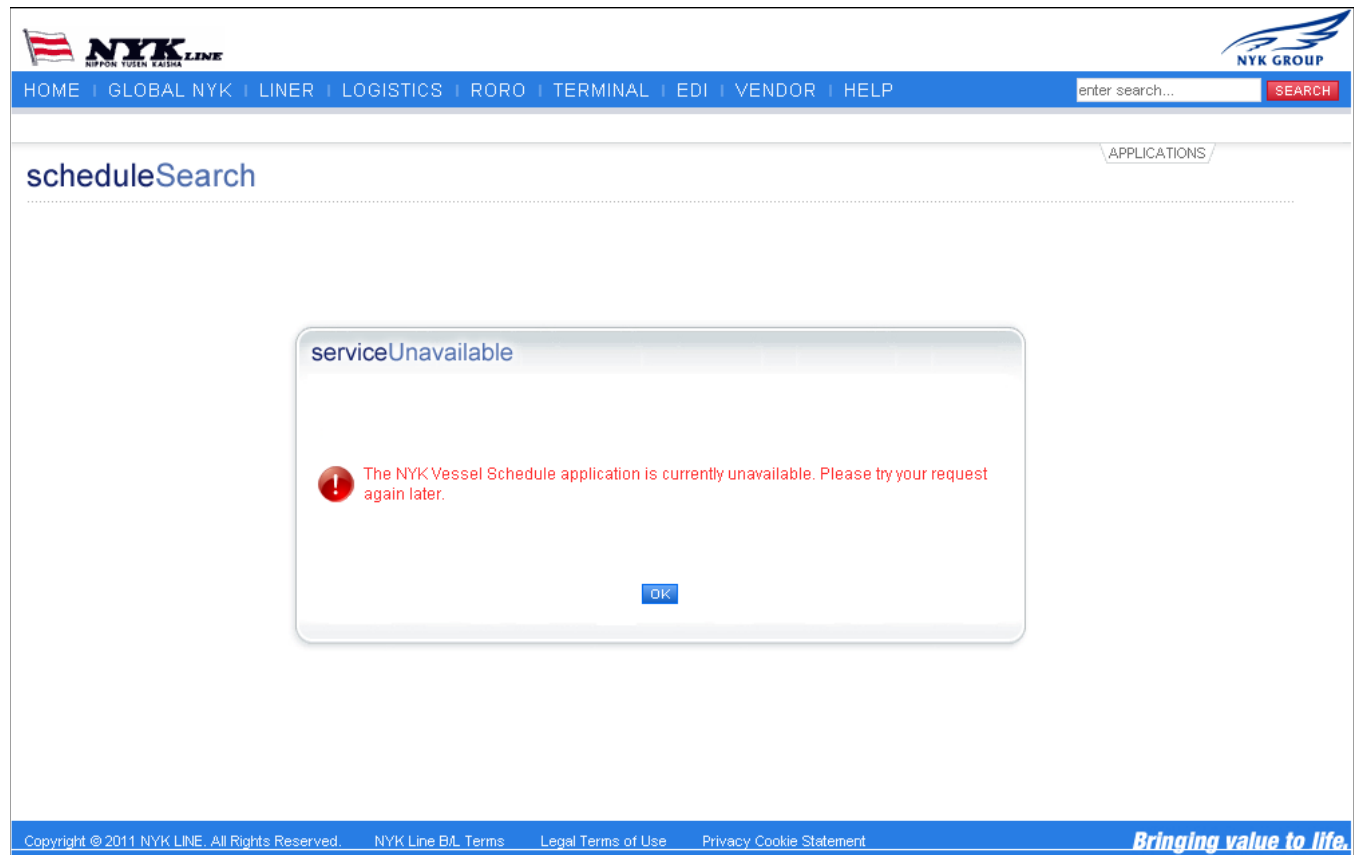 NYK LINE
NIPPON YUSEN KAISHA
NYK GROUP
HOME | GLOBAL NYK | LINER | LOGISTICS | RORO | TERMINAL | EDI | VENDOR | HELP
enter search...
SEARCH
APPLICATIONS
scheduleSearch
serviceUnavailable
The NYK Vessel Schedule application is currently unavailable. Please try your request
again later.
OK
Copyright © 2011 NYK LINE. All Rights Reserved. NYK Line B/L Terms Legal Terms of Use Privacy Cookie Statement
Bringing value to life.